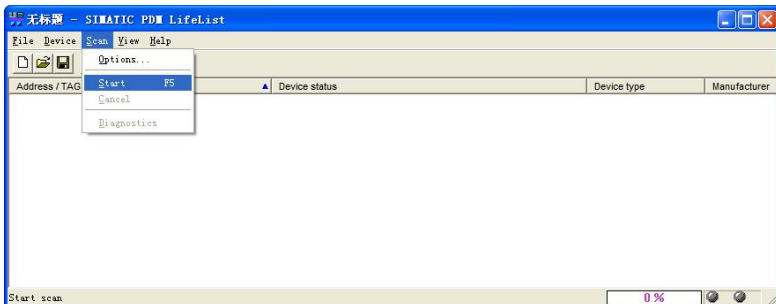 无标题 - SIMATIC PDM LifeList
File Device Scan View Help
Options...
Start F5
Cancel
Diagnostics
Address / TAG Device status Device type Manufacturer
Start scan 0 %